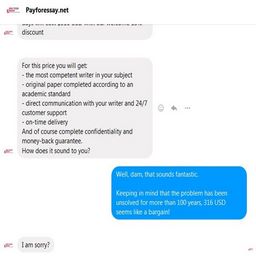 Payforessay.net
discount
For this price you will get:
- the most competent writer in your subject
- original paper completed according to an
academic standard
- direct communication with your writer and 24/7
customer support
- on-time delivery
And of course complete confidentiality and
money-back guarantee.
How does it sound to you?
Well, dam, that sounds fantastic.
Keeping in mind that the problem has been
unsolved for more than 100 years, 316 USD
seems like a bargain!
I am sorry?